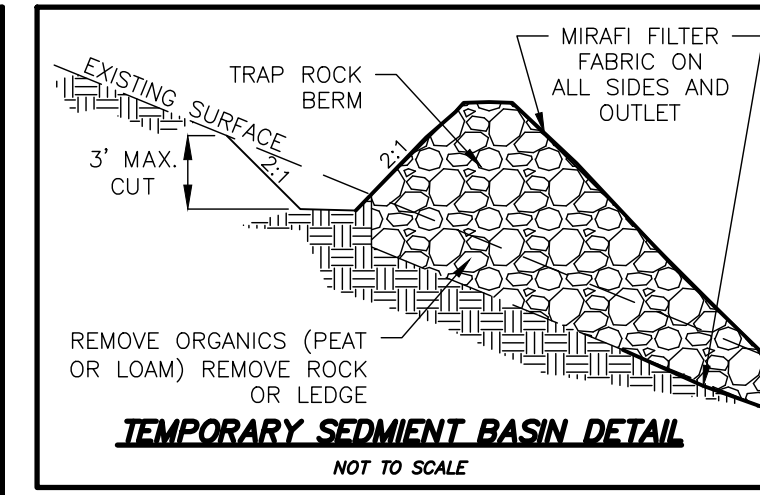 MIRAFI FILTER
FABRIC ON
ALL SIDES AND
OUTLET
TRAP ROCK
BERM
EXISTING SURFACE
2:1
2:1
3' MAX.
CUT
REMOVE ORGANICS (PEAT
OR LOAM) REMOVE ROCK
OR LEDGE
TEMPORARY SEDMIENT BASIN DETAIL
NOT TO SCALE